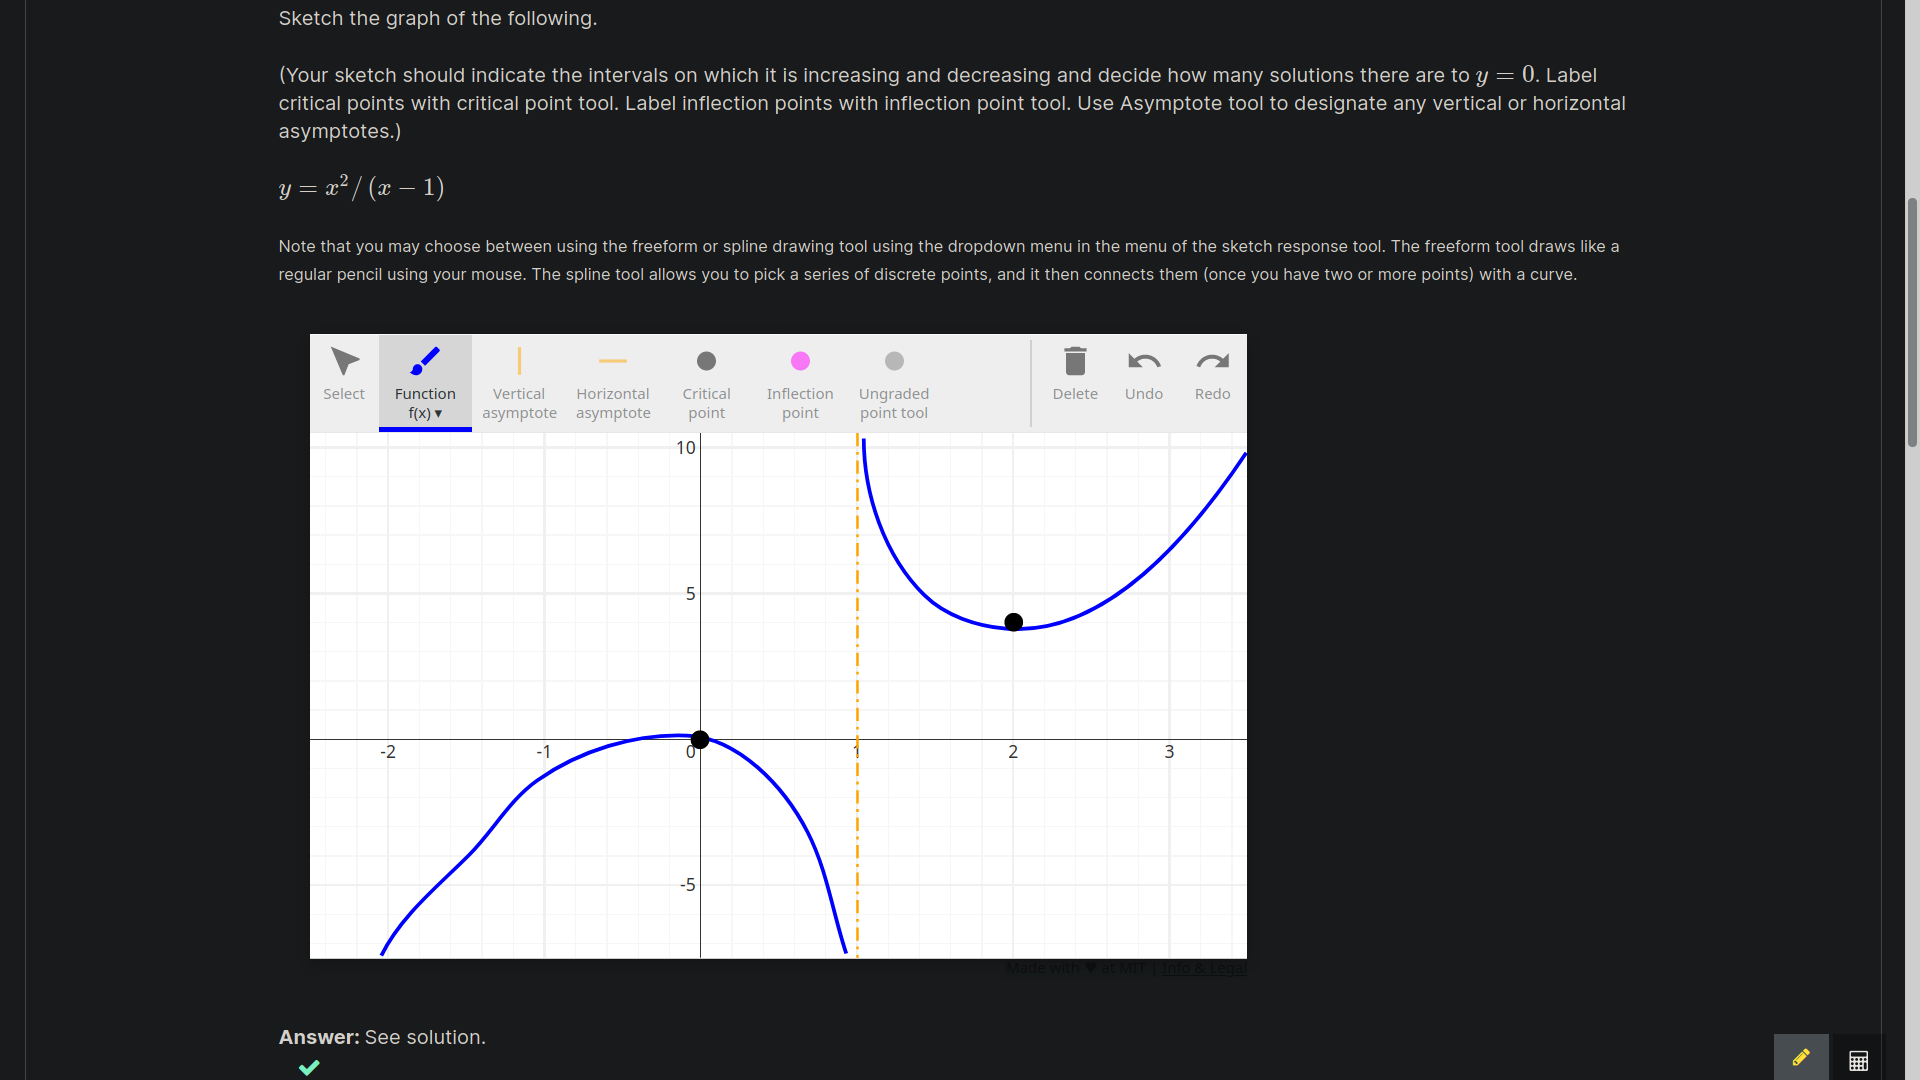 Sketch the graph of the following.
(Your sketch should indicate the intervals on which it is increasing and decreasing and decide how many solutions there are to y = 0. Label
critical points with critical point tool. Label inflection points with inflection point tool. Use Asymptote tool to designate any vertical or horizontal
asymptotes.)
y = x²/ (x − 1)
Note that you may choose between using the freeform or spline drawing tool using the dropdown menu in the menu of the sketch response tool. The freeform tool draws like a
regular pencil using your mouse. The spline tool allows you to pick a series of discrete points, and it then connects them (once you have two or more points) with a curve.
Select
Function
f(x) ▾
Vertical
asymptote
Horizontal
asymptote
Critical
point
Inflection
point
Ungraded
point tool
Delete
Undo
Redo
10
5
-2 -1 0 1 2 3
-5
Made with ♥ at MIT | Info & Legal
Answer: See solution.